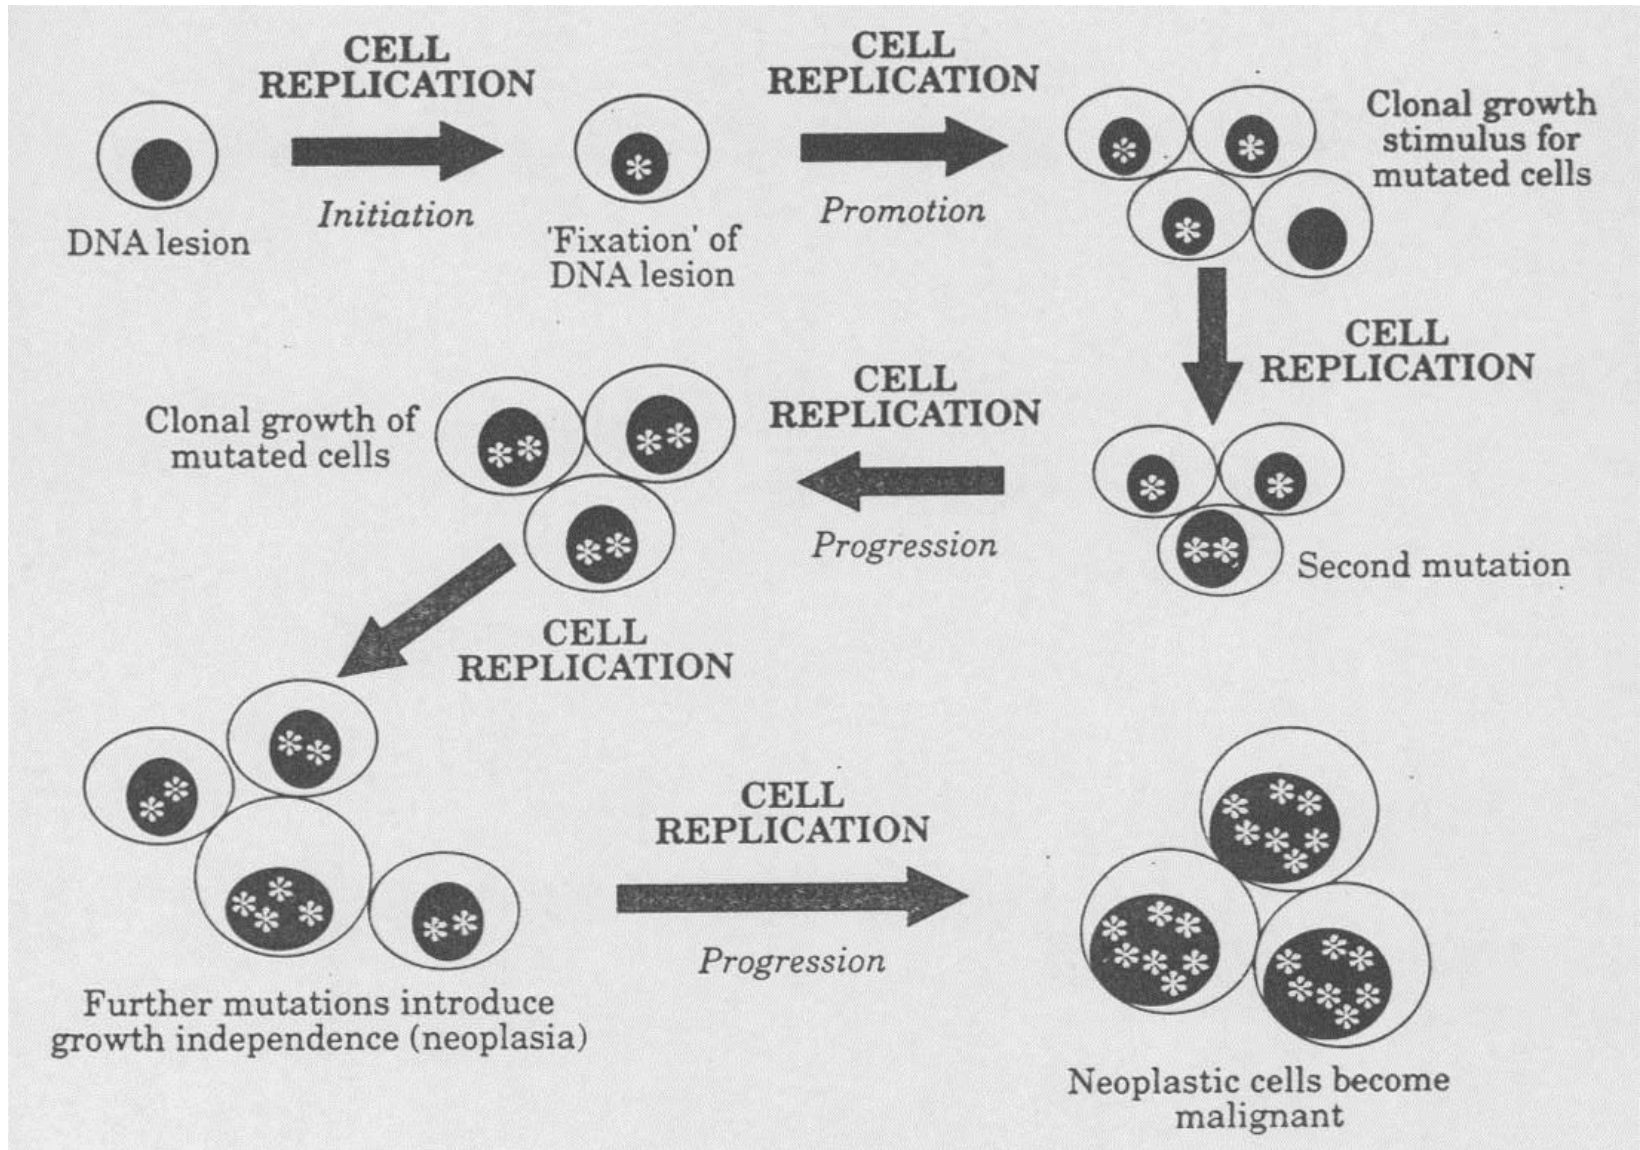 CELL
REPLICATION
Initiation
DNA lesion
'Fixation' of
DNA lesion
CELL
REPLICATION
Promotion
Clonal growth
stimulus for
mutated cells
CELL
REPLICATION
Second mutation
CELL
REPLICATION
Progression
Clonal growth of
mutated cells
CELL
REPLICATION
Further mutations introduce
growth independence (neoplasia)
CELL
REPLICATION
Progression
Neoplastic cells become
malignant